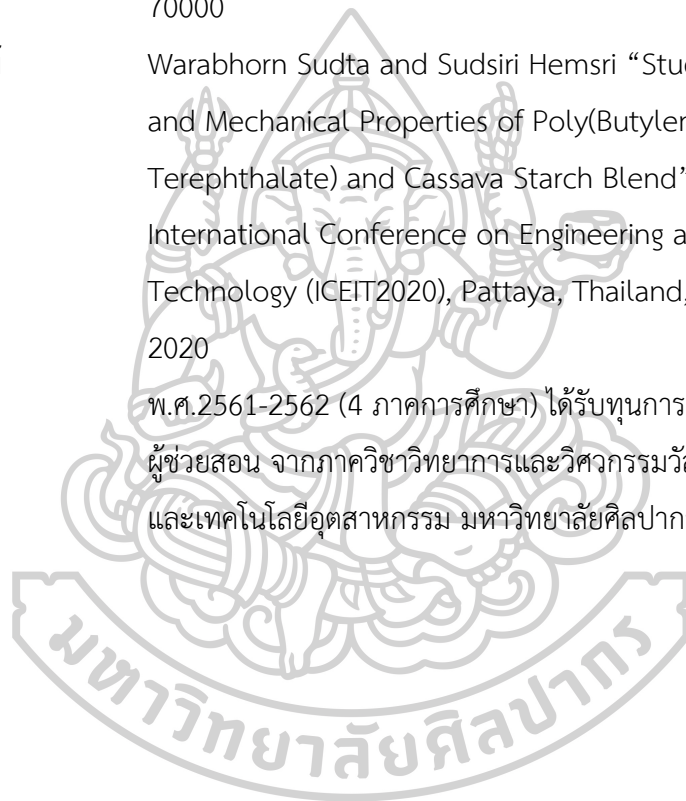 70000
Warabhorn Sudta and Sudsiri Hemsri “Stu
and Mechanical Properties of Poly(Butyle
Terephthalate) and Cassava Starch Blend”
International Conference on Engineering a
Technology (ICEIT2020), Pattaya, Thailand,
2020
พ.ศ.2561-2562 (4 ภาคการศึกษา) ได้รับทุนการ
ผู้ช่วยสอน จากภาควิชาวิทยาการและวิศวกรรมวั
และเทคโนโลยีอุตสาหกรรม มหาวิทยาลัยศิลปาก
มหาวิทยาลัยศิลปากร